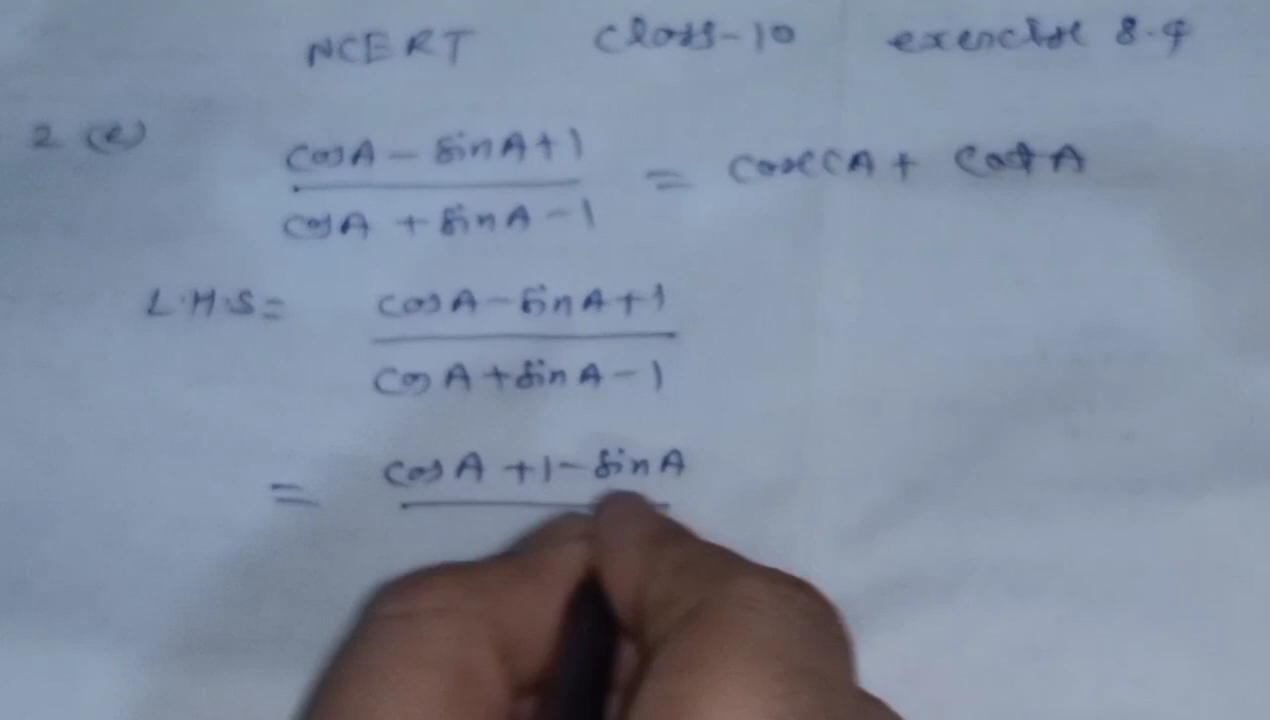 NCERT Class-10 exercise 8.4
2 (e) cosA - sinA+1 / cosA + sinA-1 = cosecA + cotA
L.H.S = cosA-sinA+1 / cosA+sinA-1
= cosA +1-sinA